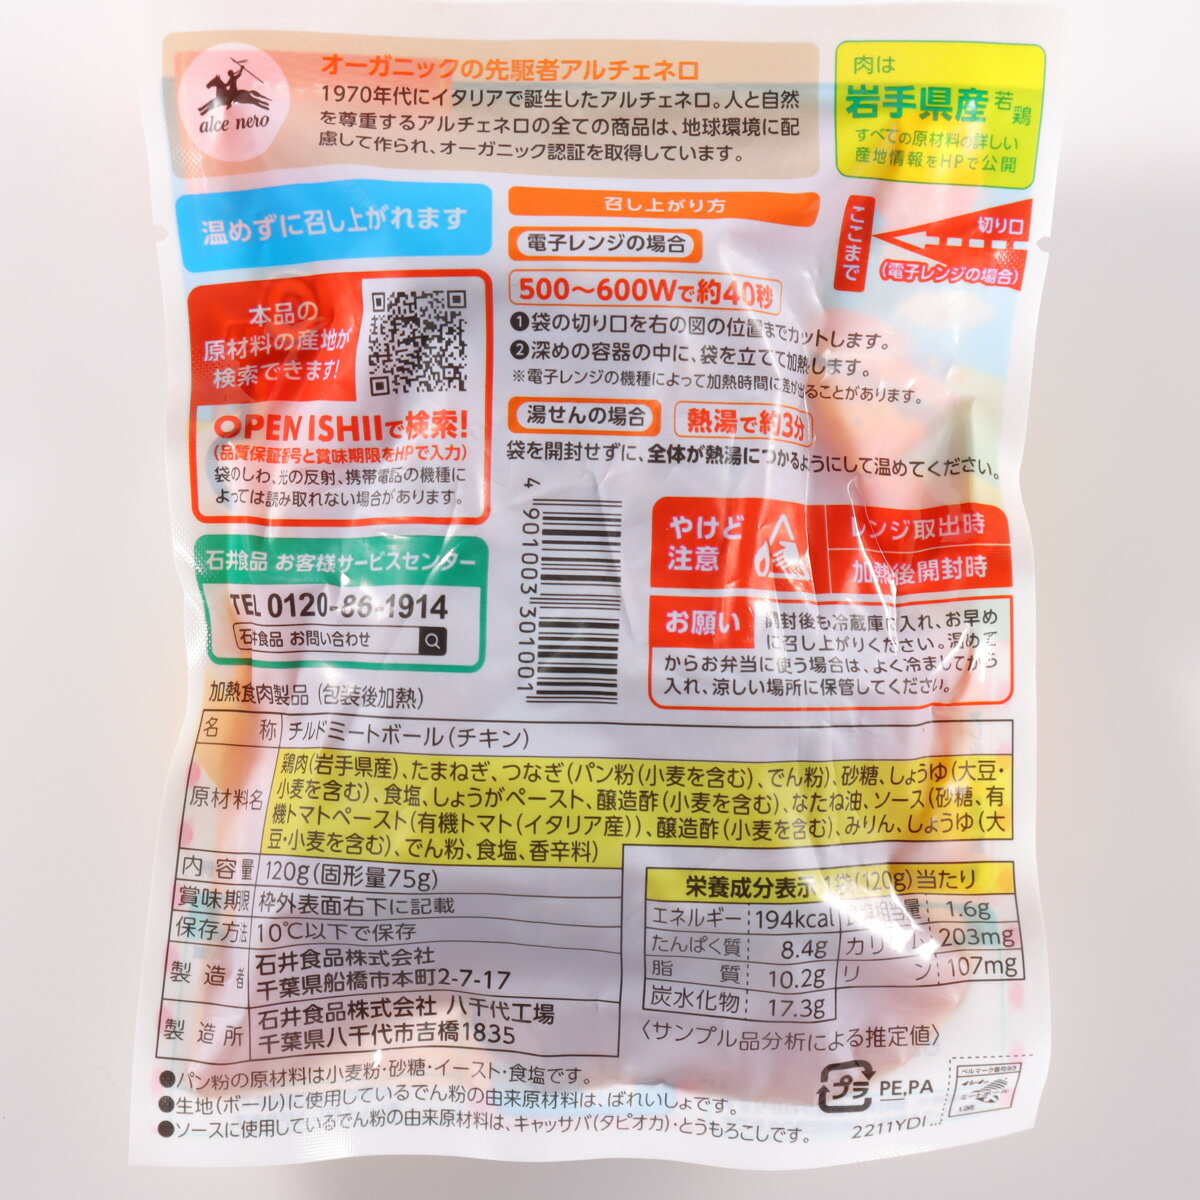 alce nero
オーガニックの先駆者アルチェネロ
1970年代にイタリアで誕生したアルチェネロ。人と自然
を尊重するアルチェネロの全ての商品は、地球環境に配
慮して作られ、オーガニック認証を取得しています。
肉は
岩手県産若鶏
すべての原材料の詳しい
産地情報をHPで公開
温めずに召し上がれます
召し上がり方
電子レンジの場合
500〜600Wで約40秒
❶袋の切り口を右の図の位置までカットします。
❷深めの容器の中に、袋を立てて加熱します。
※電子レンジの機種によって加熱時間に差が出ることがあります。
湯せんの場合
熱湯で約3分
袋を開封せずに、全体が熱湯につかるようにして温めてください。
ここまで
切り口
(電子レンジの場合)
本品の
原材料の産地が
検索できます!
OPEN ISHIIで検索!
(品質保証番号と賞味期限をHPで入力)
袋のしわ、光の反射、携帯電話の機種に
よっては読み取れない場合があります。
石井食品 お客様サービスセンター
TEL 0120-86-1914
石井食品 お問い合わせ
4 901003 301001
やけど
注意
レンジ取出時
加熱後開封時
お願い
開封後も冷蔵庫に入れ、お早め
に召し上がりください。温めて
からお弁当に使う場合は、よく冷ましてから
入れ、涼しい場所に保管してください。
加熱食肉製品 (包装後加熱)
名称 チルドミートボール(チキン)
原材料名 鶏肉(岩手県産)、たまねぎ、つなぎ(パン粉(小麦を含む)、でん粉)、砂糖、しょうゆ(大豆・
小麦を含む)、食塩、しょうがペースト、醸造酢(小麦を含む)、なたね油、ソース(砂糖、有
機トマトペースト(有機トマト(イタリア産))、醸造酢(小麦を含む)、みりん、しょうゆ(大
豆・小麦を含む)、でん粉、食塩、香辛料)
内容量 120g(固形量75g)
賞味期限 枠外表面右下に記載
保存方法 10℃以下で保存
製造者 石井食品株式会社
千葉県船橋市本町2-7-17
製造所 石井食品株式会社 八千代工場
千葉県八千代市吉橋1835
栄養成分表示 1袋(120g)当たり
エネルギー 194kcal 食塩相当量 1.6g
たんぱく質 8.4g カリウム 203mg
脂質 10.2g リン 107mg
炭水化物 17.3g
〈サンプル品分析による推定値〉
●パン粉の原材料は小麦粉・砂糖・イースト・食塩です。
●生地(ボール)に使用しているでん粉の由来原材料は、ばれいしょです。
●ソースに使用しているでん粉の由来原材料は、キャッサバ(タピオカ)・とうもろこしです。
プラ PE,PA
ベルマーク番号93
2211YDI